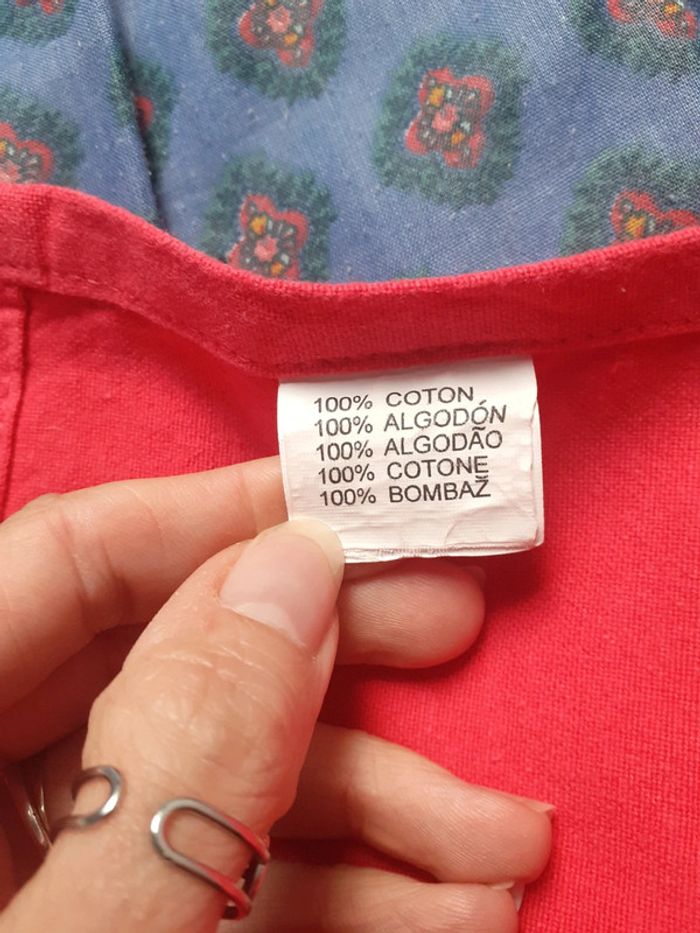 100% COTON
100% ALGODÓN
100% ALGODÃO
100% COTONE
100% BOMBAŽ